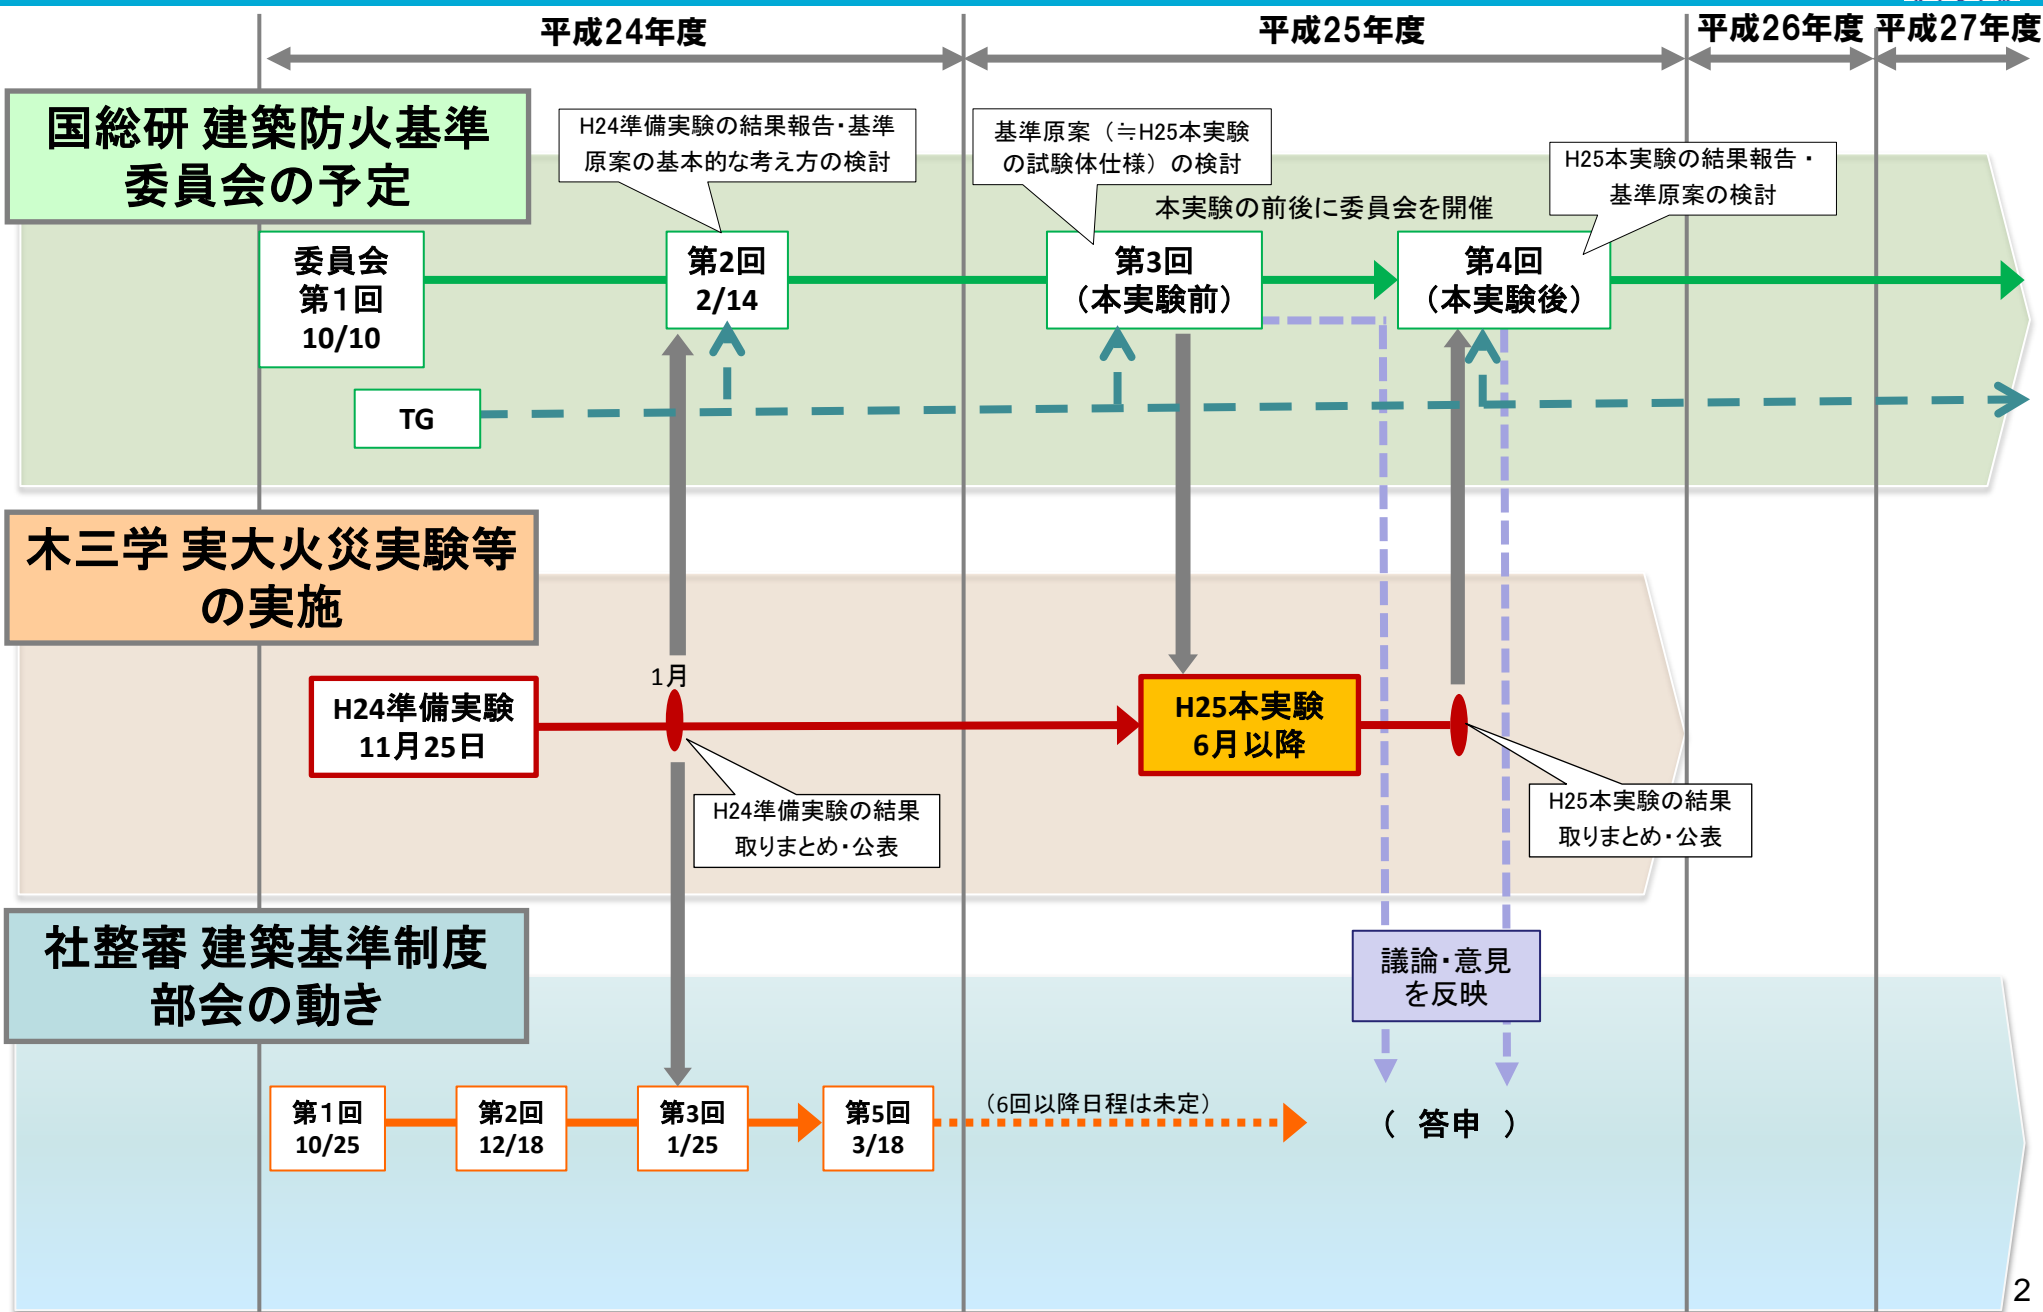 平成24年度
平成25年度
平成26年度
平成27年度
国総研 建築防火基準
委員会の予定
H24準備実験の結果報告・基準
原案の基本的な考え方の検討
基準原案（≒H25本実験
の試験体仕様）の検討
H25本実験の結果報告・
基準原案の検討
本実験の前後に委員会を開催
委員会
第１回
10/10
第2回
2/14
第3回
（本実験前）
第4回
（本実験後）
TG
木三学 実大火災実験等
の実施
1月
H24準備実験
11月25日
H25本実験
6月以降
H24準備実験の結果
取りまとめ・公表
H25本実験の結果
取りまとめ・公表
社整審 建築基準制度
部会の動き
議論・意見
を反映
第１回
10/25
第2回
12/18
第3回
1/25
第5回
3/18
（6回以降日程は未定）
（ 答申 ）
2